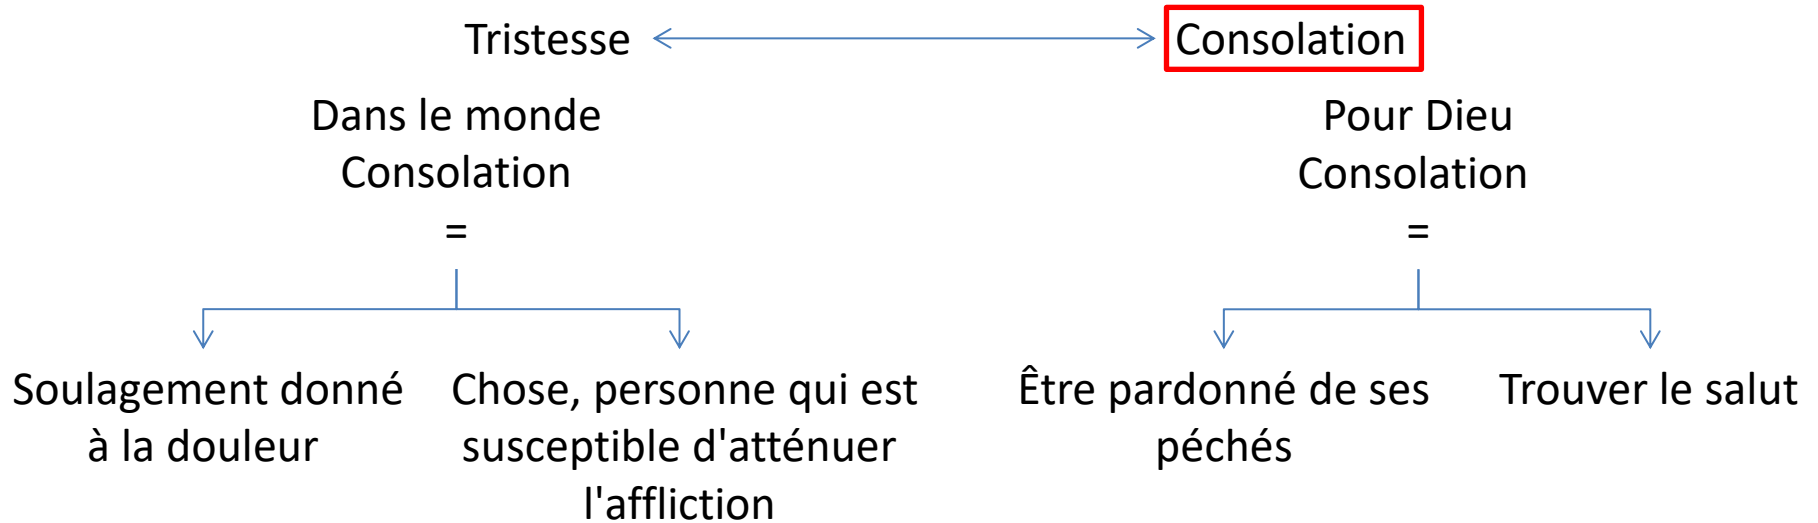 Tristesse
Consolation
Dans le monde
Consolation
=
Pour Dieu
Consolation
=
Soulagement donné
à la douleur
Chose, personne qui est
susceptible d'atténuer
l'affliction
Être pardonné de ses
péchés
Trouver le salut